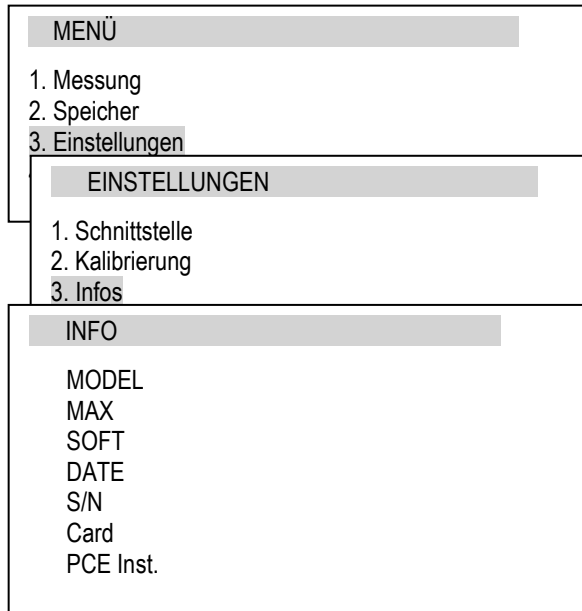 MENÜ
1. Messung
2. Speicher
3. Einstellungen
EINSTELLUNGEN
1. Schnittstelle
2. Kalibrierung
3. Infos
INFO
MODEL
MAX
SOFT
DATE
S/N
Card
PCE Inst.